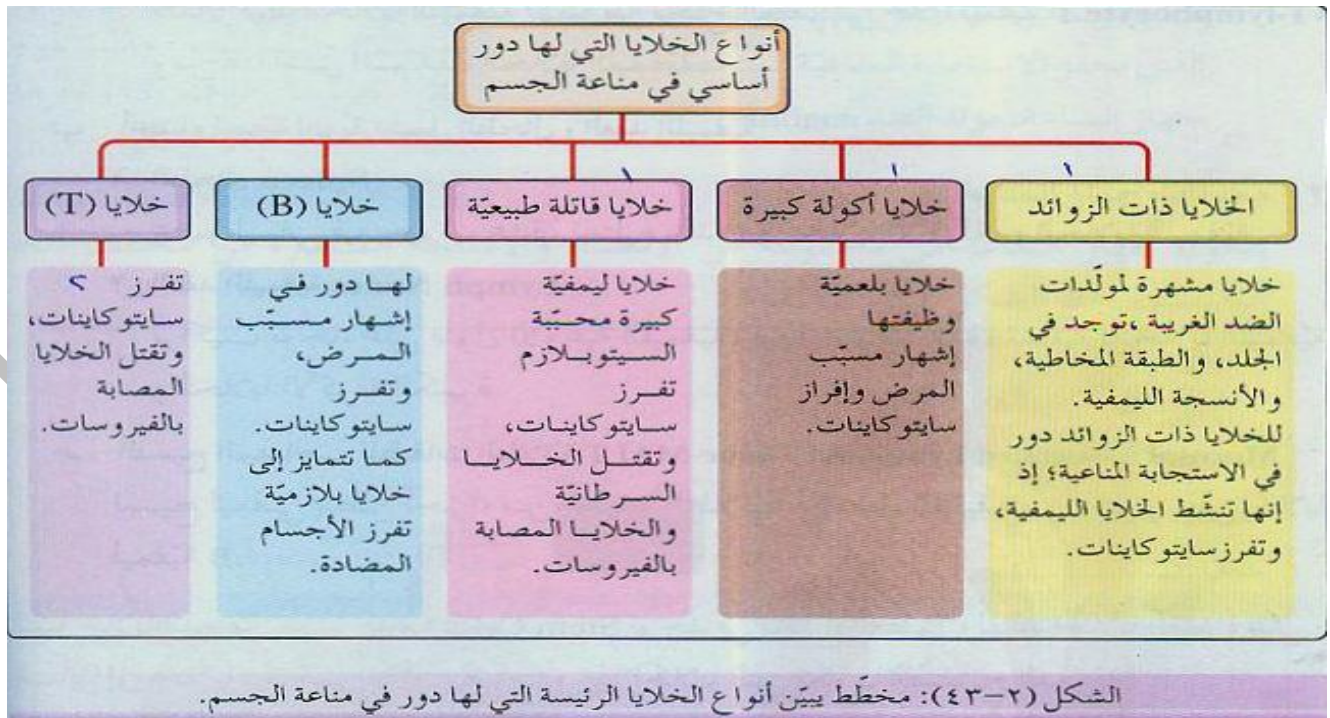 أنواع الخلايا التي لها دور
أساسي في مناعة الجسم
الخلايا ذات الزوائد
١
خلايا مشهرة لمولّدات
الضد الغريبة ،توجد في
الجلد، والطبقة المخاطية،
والأنسجة الليمفية.
للخلايا ذات الزوائد دور
في الاستجابة المناعية؛ إذ
إنها تنشّط الخلايا الليمفية،
وتفرزسايتوكاينات.
خلايا أكولة كبيرة
١
خلايا بلعميّة
وظيفتها
إشهار مسبّب
المرض وإفراز
سايتوكاينات.
خلايا قاتلة طبيعيّة
١
خلايا ليمفيّة
كبيرة محبّبة
السيتوبلازم
تفرز
سايتوكاينات،
وتقتل الخلايا
السرطانيّة
والخلايا المصابة
بالفيروسات.
خلايا (B)
لها دور في
إشهار مسبّب
المرض،
وتفرز
سايتوكاينات.
كما تتمايز إلى
خلايا بلازميّة
تفرز الأجسام
المضادة.
خلايا (T)
تفرز ٢
سايتوكاينات،
وتقتل الخلايا
المصابة
بالفيروسات.
الشكل (٢-٤٣): مخطّط يبيّن أنواع الخلايا الرئيسة التي لها دور في مناعة الجسم.